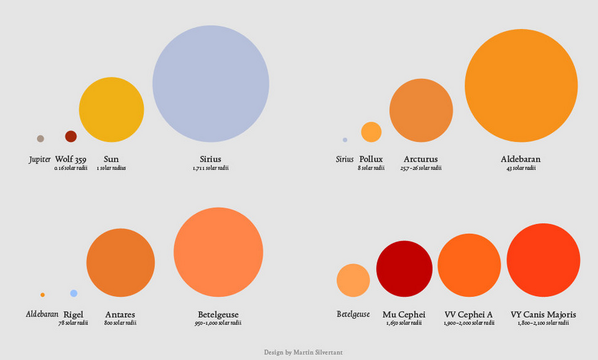 Jupiter Wolf 359 Sun Sirius
0.16 solar radii 1 solar radius 1,711 solar radii
Sirius Pollux Arcturus Aldebaran
8 solar radii 25,7–26 solar radii 43 solar radii
Aldebaran Rigel Antares Betelgeuse
78 solar radii 800 solar radii 950–1,000 solar radii
Betelgeuse Mu Cephei VV Cephei A VY Canis Majoris
1,650 solar radii 1,900–2,000 solar radii 1,800–2,100 solar radii
Design by Martin Silvertant